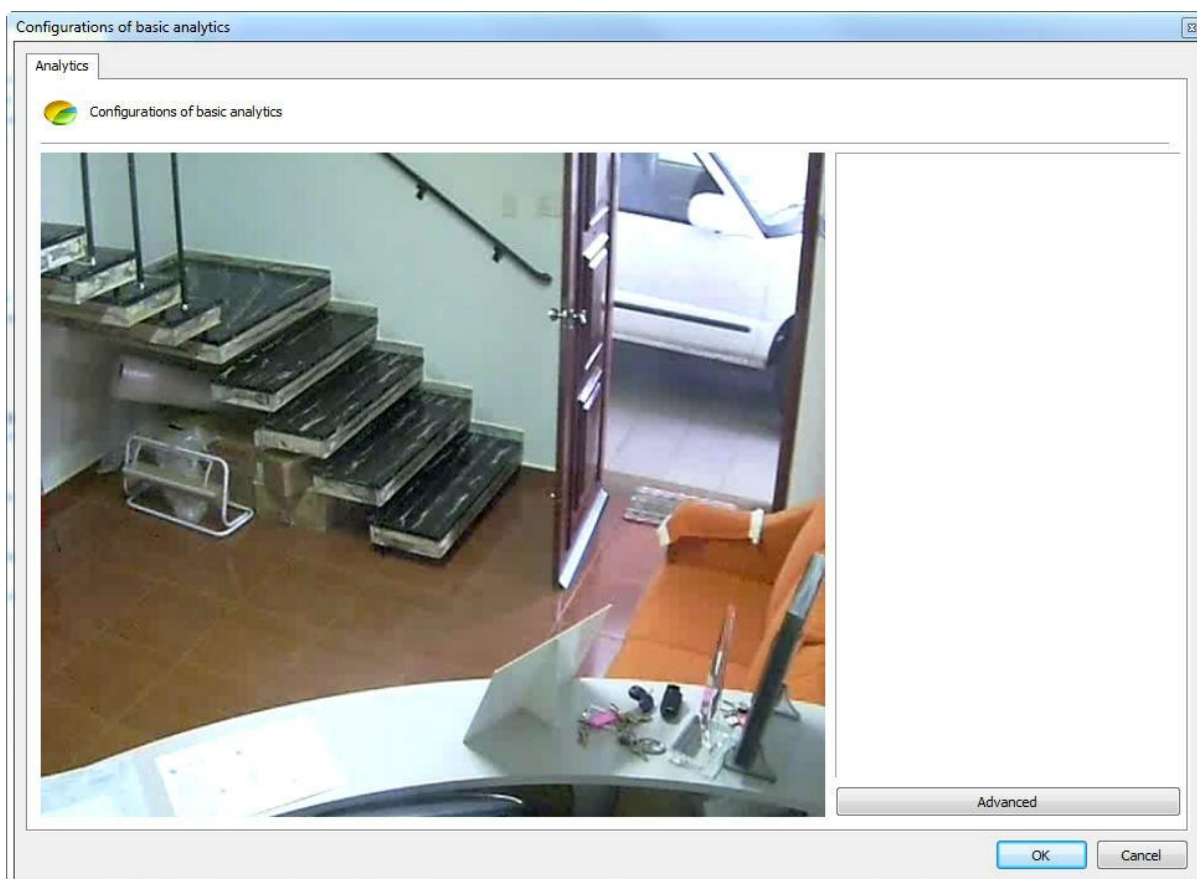 Configurations of basic analytics
Analytics
Configurations of basic analytics
Advanced
OK
Cancel